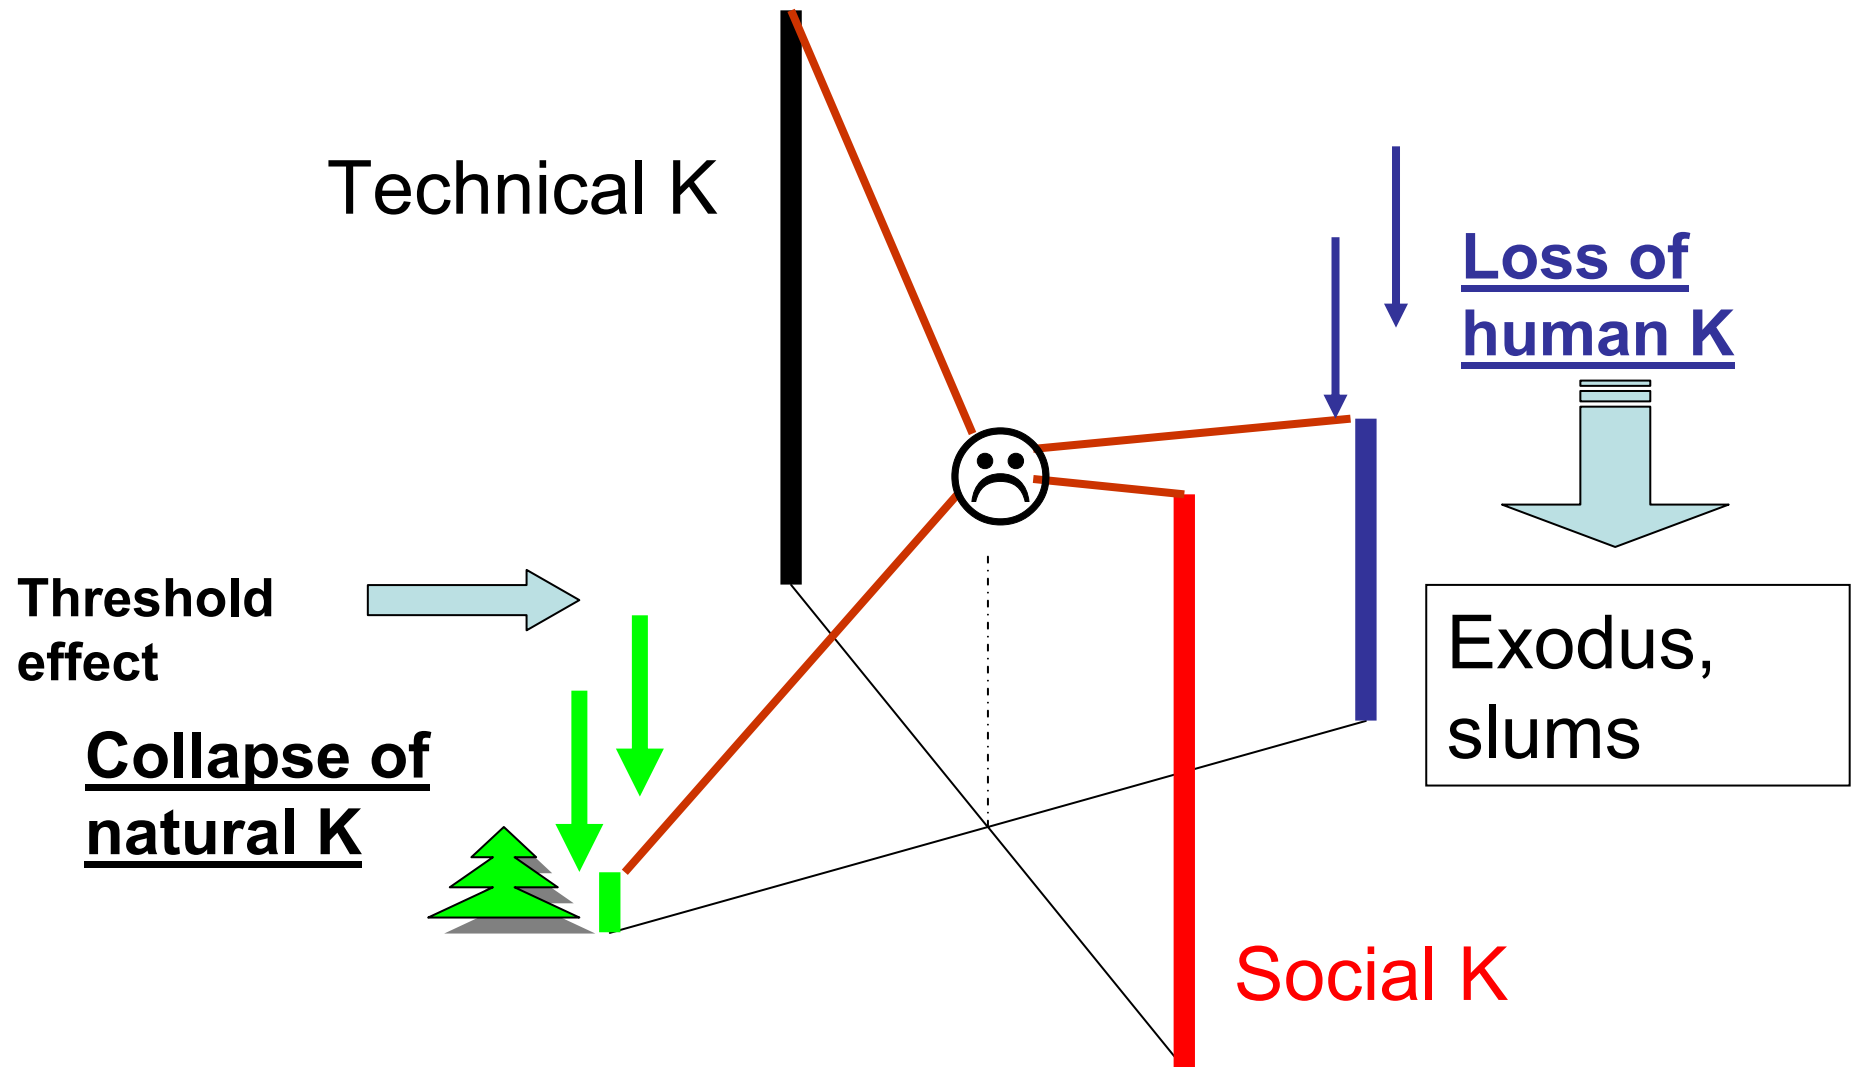 Technical K
Loss of
human K
Threshold
effect
Exodus,
slums
Collapse of
natural K
Social K